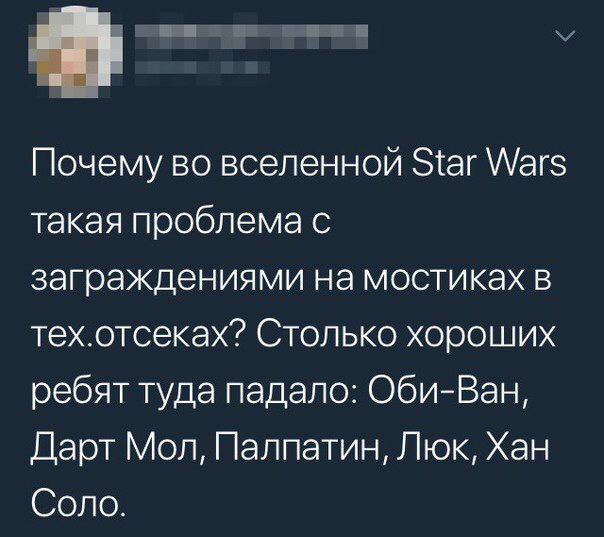 Почему во вселенной Star Wars
такая проблема с
заграждениями на мостиках в
тех.отсеках? Столько хороших
ребят туда падало: Оби-Ван,
Дарт Мол, Палпатин, Люк, Хан
Соло.